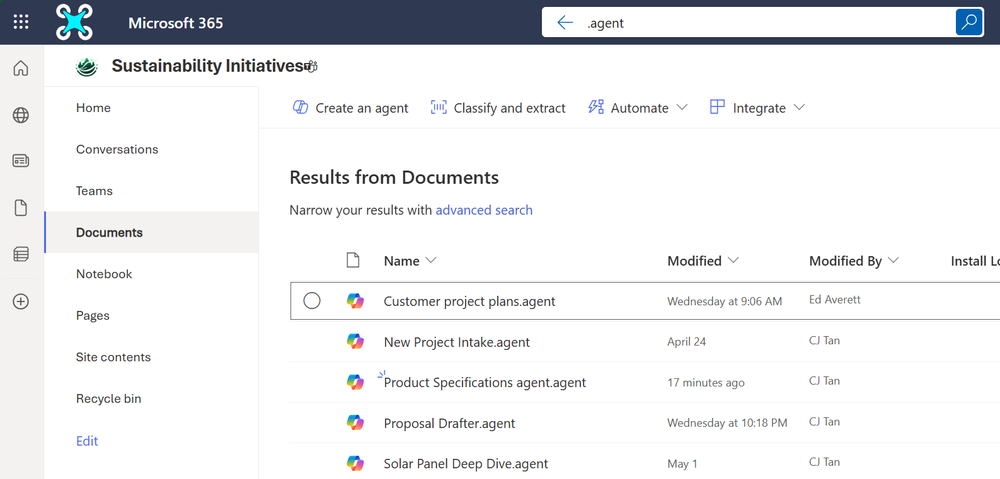 Microsoft 365
.agent
Sustainability Initiatives
Home
Conversations
Teams
Documents
Notebook
Pages
Site contents
Recycle bin
Edit
Create an agent Classify and extract Automate Integrate
Results from Documents
Narrow your results with advanced search
Name Modified Modified By Install
Customer project plans.agent Wednesday at 9:06 AM Ed Averett
New Project Intake.agent April 24 CJ Tan
Product Specifications agent.agent 17 minutes ago CJ Tan
Proposal Drafter.agent Wednesday at 10:18 PM CJ Tan
Solar Panel Deep Dive.agent May 1 CJ Tan